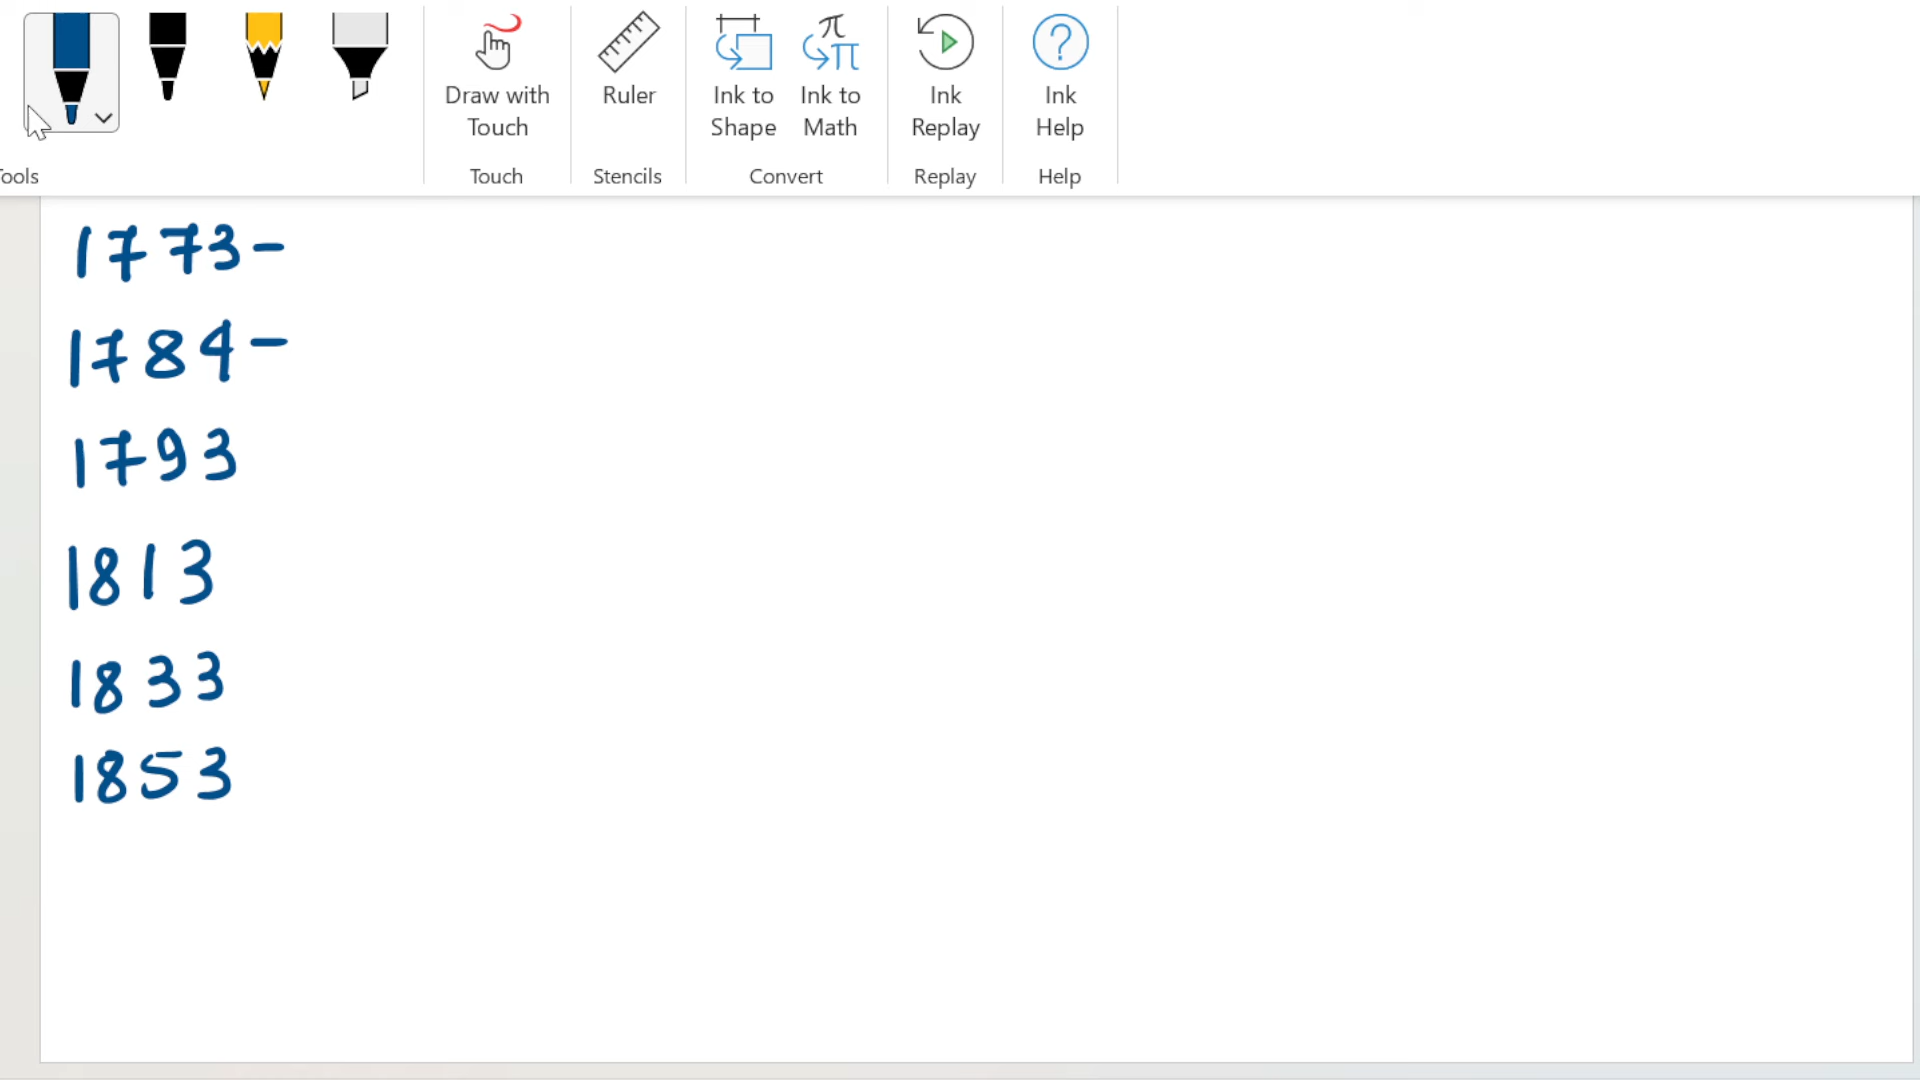 Draw with Touch
Ruler
Ink to Shape
Ink to Math
Ink Replay
Ink Help
ools
Touch
Stencils
Convert
Replay
Help
1773-
1784-
1793
1813
1833
1853